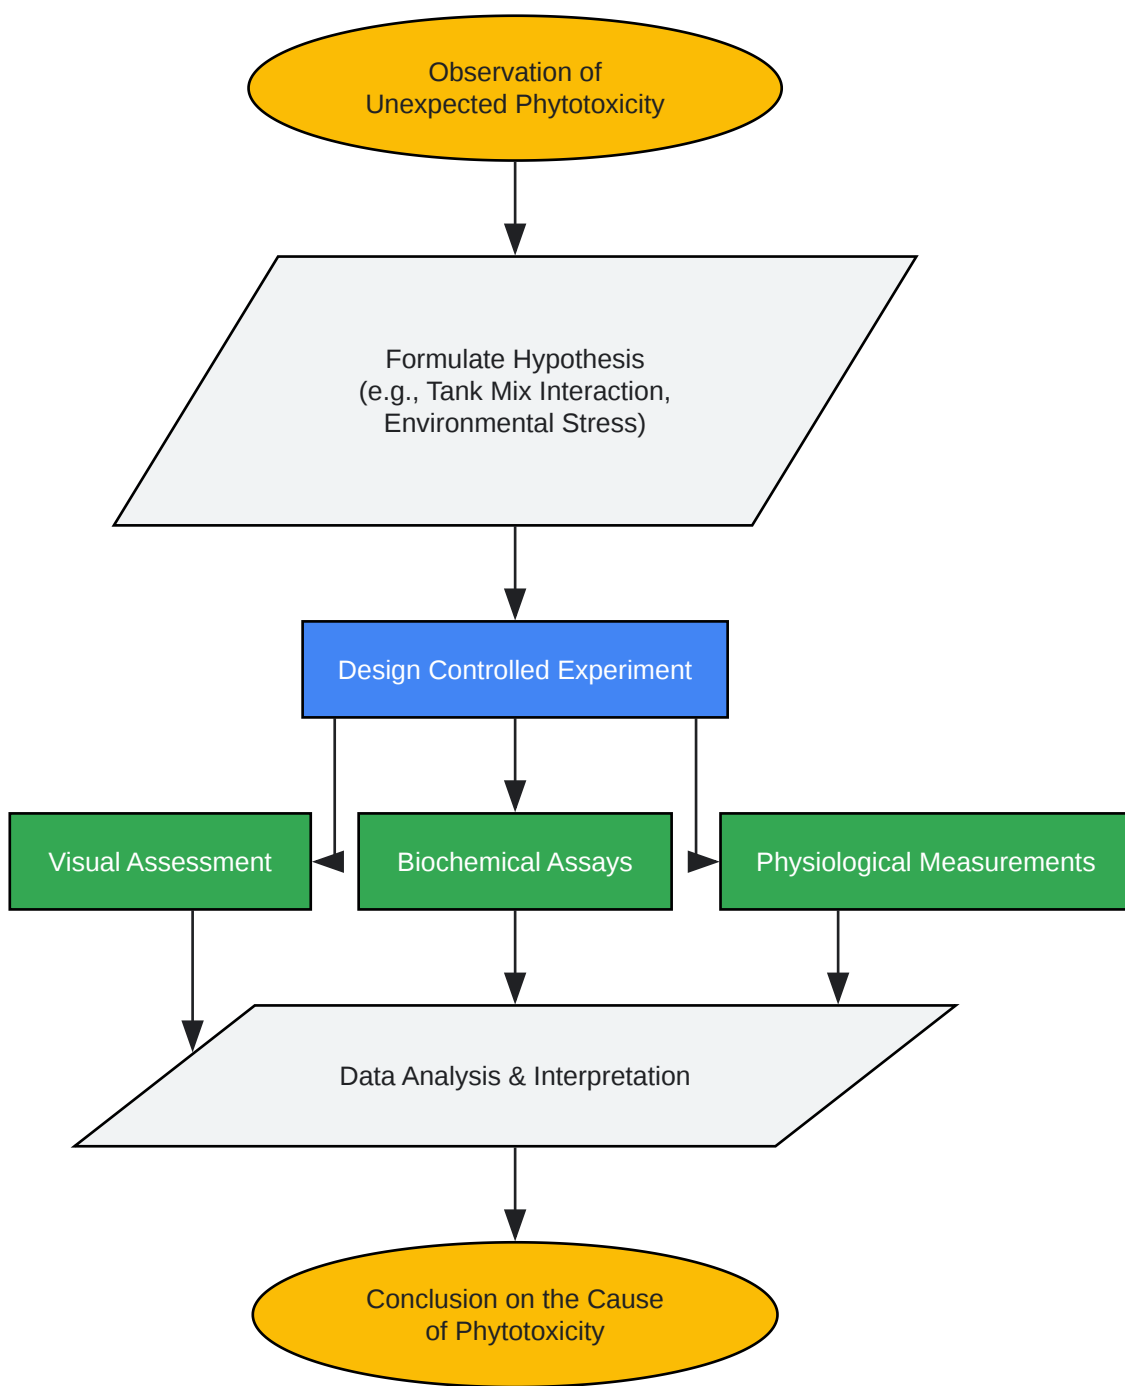 Observation of
Unexpected Phytotoxicity
Formulate Hypothesis
(e.g., Tank Mix Interaction,
Environmental Stress)
Design Controlled Experiment
Visual Assessment
Biochemical Assays
Physiological Measurements
Data Analysis & Interpretation
Conclusion on the Cause
of Phytotoxicity